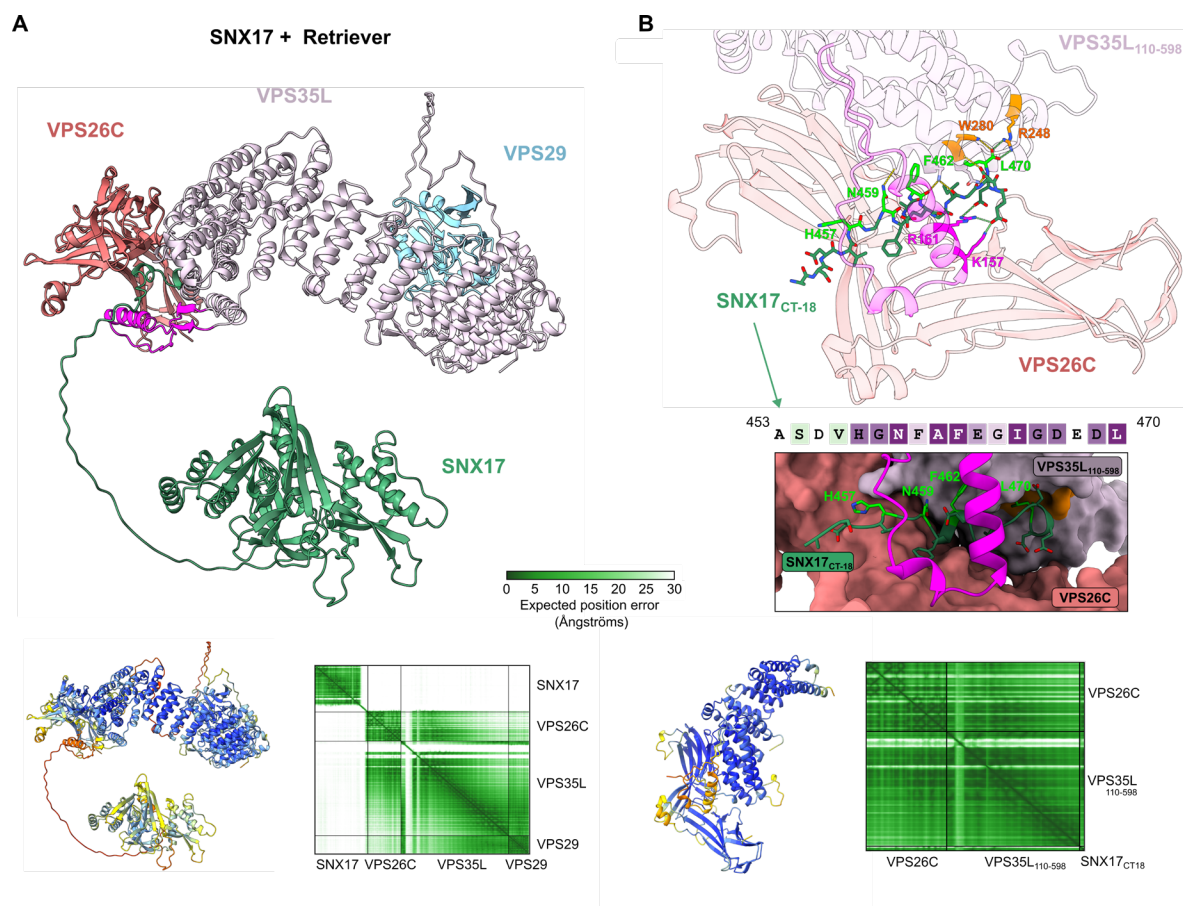 A
SNX17 + Retriever
VPS35L
VPS26C
VPS29
SNX17
B
VPS35L110-598
W280
R248
F462
L470
N459
H457
R161
K157
SNX17CT-18
VPS26C
453 A S D V H G N F A F E G I G D E D L 470
VPS35L110-598
F462
L470
H457
N459
SNX17CT-18
VPS26C
0 5 10 15 20 25 30
Expected position error
(Ångströms)
SNX17
VPS26C
VPS35L
VPS29
SNX17 VPS26C VPS35L VPS29
VPS26C
VPS35L
110-598
VPS26C VPS35L110-598 SNX17CT18